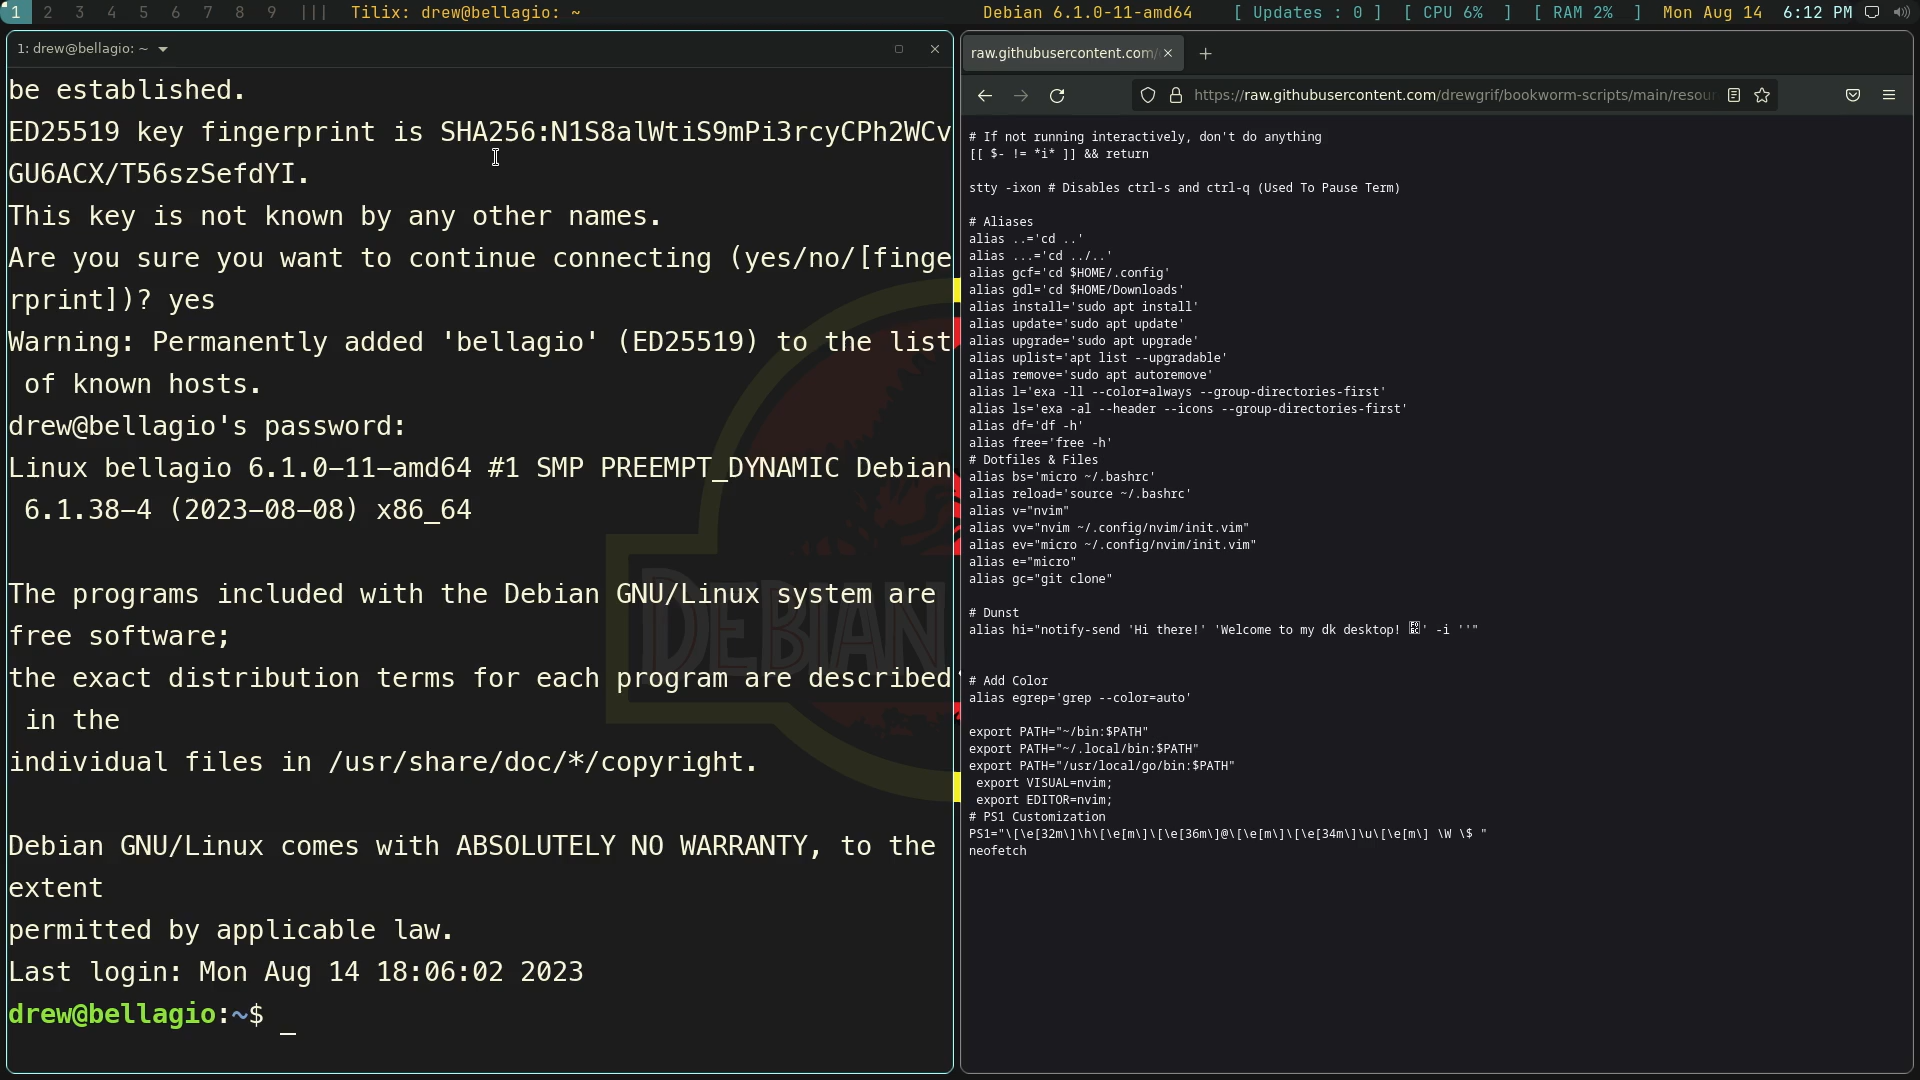 1 2 3 4 5 6 7 8 9 ||| Tilix: drew@bellagio: ~ Debian 6.1.0-11-amd64 [ Updates : 0 ] [ CPU 6% ] [ RAM 2% ] Mon Aug 14 6:12 PM
1: drew@bellagio: ~
be established.
ED25519 key fingerprint is SHA256:N1S8alWtiS9mPi3rcyCPh2WCv
GU6ACX/T56szSefdYI.
This key is not known by any other names.
Are you sure you want to continue connecting (yes/no/[finge
rprint])? yes
Warning: Permanently added 'bellagio' (ED25519) to the list
 of known hosts.
drew@bellagio's password:
Linux bellagio 6.1.0-11-amd64 #1 SMP PREEMPT_DYNAMIC Debian
 6.1.38-4 (2023-08-08) x86_64
The programs included with the Debian GNU/Linux system are
free software;
the exact distribution terms for each program are described
 in the
individual files in /usr/share/doc/*/copyright.
Debian GNU/Linux comes with ABSOLUTELY NO WARRANTY, to the
extent
permitted by applicable law.
Last login: Mon Aug 14 18:06:02 2023
drew@bellagio:~$ _
DEBIAN
raw.githubusercontent.com/
https://raw.githubusercontent.com/drewgrif/bookworm-scripts/main/resour
# If not running interactively, don't do anything
[[ $- != *i* ]] && return
stty -ixon # Disables ctrl-s and ctrl-q (Used To Pause Term)
# Aliases
alias ..='cd ..'
alias ...='cd ../..'
alias gcf='cd $HOME/.config'
alias gdl='cd $HOME/Downloads'
alias install='sudo apt install'
alias update='sudo apt update'
alias upgrade='sudo apt upgrade'
alias uplist='apt list --upgradable'
alias remove='sudo apt autoremove'
alias l='exa -ll --color=always --group-directories-first'
alias ls='exa -al --header --icons --group-directories-first'
alias df='df -h'
alias free='free -h'
# Dotfiles & Files
alias bs='micro ~/.bashrc'
alias reload='source ~/.bashrc'
alias v="nvim"
alias vv="nvim ~/.config/nvim/init.vim"
alias ev="micro ~/.config/nvim/init.vim"
alias e="micro"
alias gc="git clone"
# Dunst
alias hi="notify-send 'Hi there!' 'Welcome to my dk desktop! ' -i ''"
# Add Color
alias egrep='grep --color=auto'
export PATH="~/bin:$PATH"
export PATH="~/.local/bin:$PATH"
export PATH="/usr/local/go/bin:$PATH"
 export VISUAL=nvim;
 export EDITOR=nvim;
# PS1 Customization
PS1="\[\e[32m\]\h\[\e[m\]\[\e[36m\]@\[\e[m\]\[\e[34m\]\u\[\e[m\] \W \$ "
neofetch